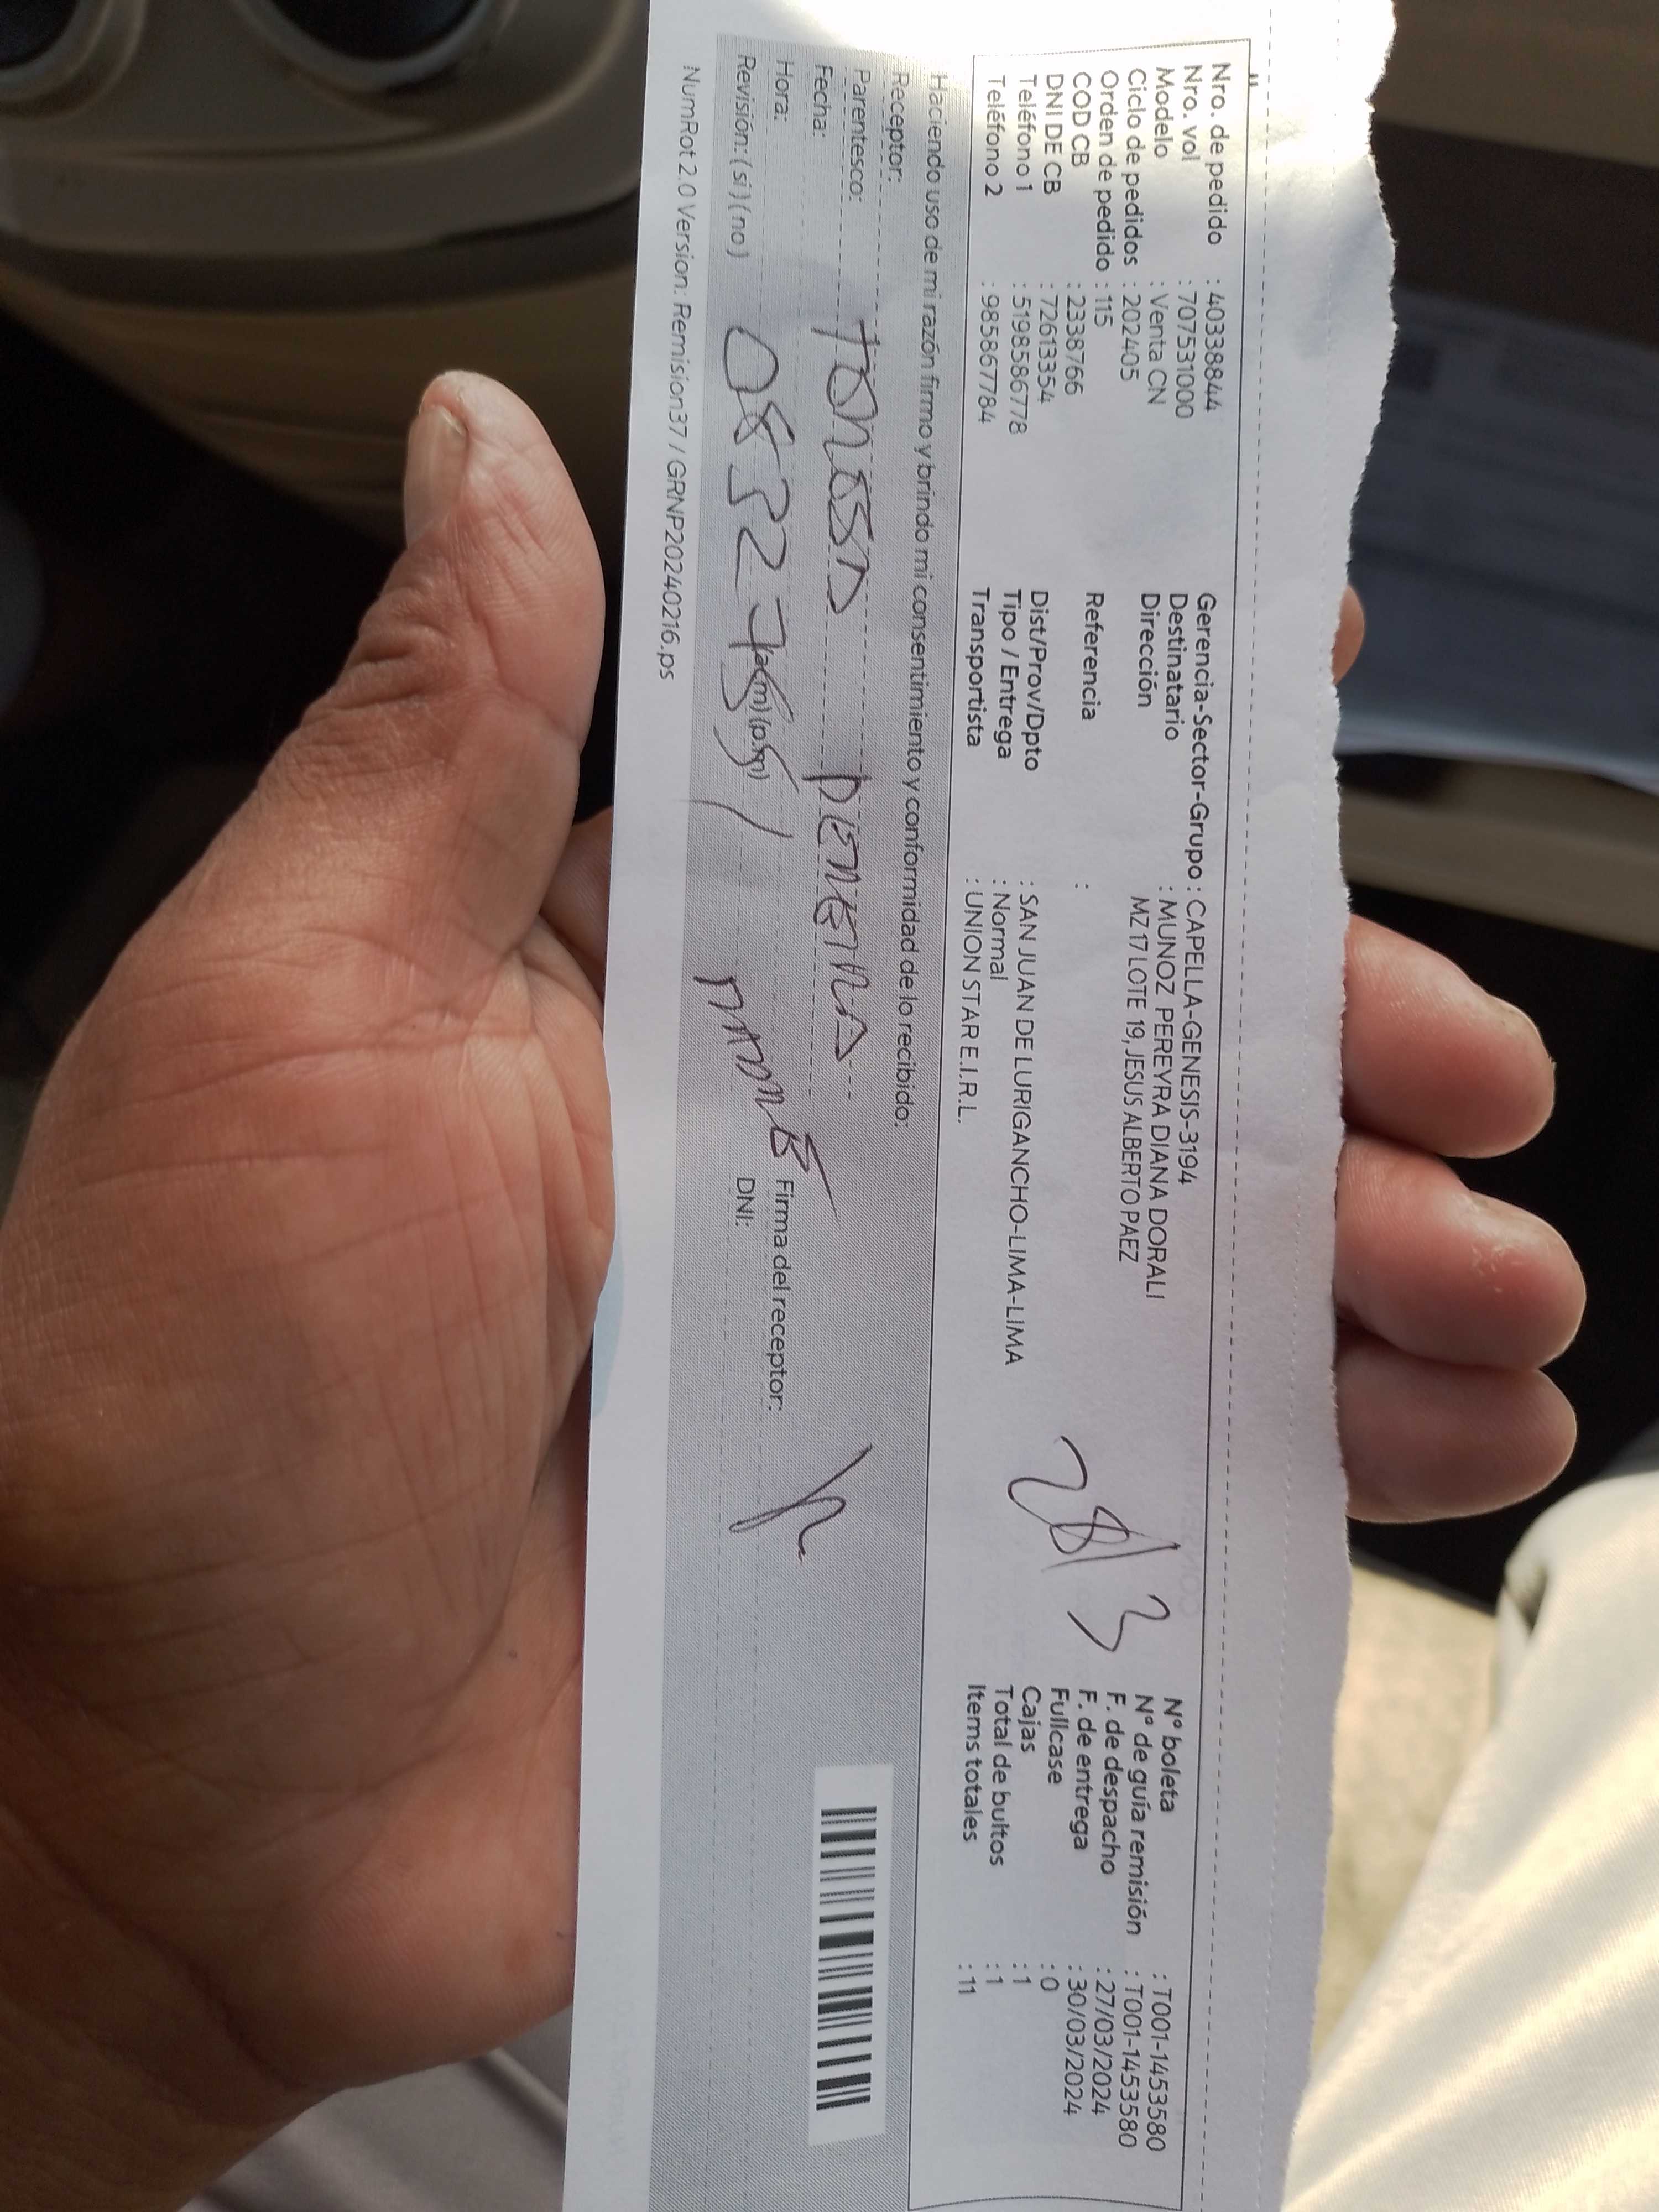 Nro. de pedido : 40338844
Nro. vol : 707531000
Modelo : Venta CN
Ciclo de pedidos : 202405
Orden de pedido : 115
COD CB : 2338766
DNI DE CB : 72613354
Teléfono 1 : 5198586778
Teléfono 2 : 985867784
Gerencia-Sector-Grupo : CAPELLA-GENESIS-3194
Destinatario : MUNOZ PEREYRA DIANA DORALI
Dirección MZ 17 LOTE 19, JESUS ALBERTO PAEZ
Referencia :
Dist/Prov/Dpto : SAN JUAN DE LURIGANCHO-LIMA-LIMA
Tipo / Entrega : Normal
Transportista : UNION STAR E.I.R.L.
28/3
Nº boleta : T001-1453580
Nº de guía remisión : T001-1453580
F. de despacho : 27/03/2024
F. de entrega : 30/03/2024
Fullcase : 0
Cajas : 1
Total de bultos : 1
Items totales : 11
Haciendo uso de mi razón firmo y brindo mi consentimiento y conformidad de lo recibido:
Receptor:
Parentesco:
Fecha:
Hora: (a.m) (p.m)
Revisión: (si) (no)
Firma del receptor:
DNI:
NumRot 2.0 Version: Remision37 / GRNP20240216.ps